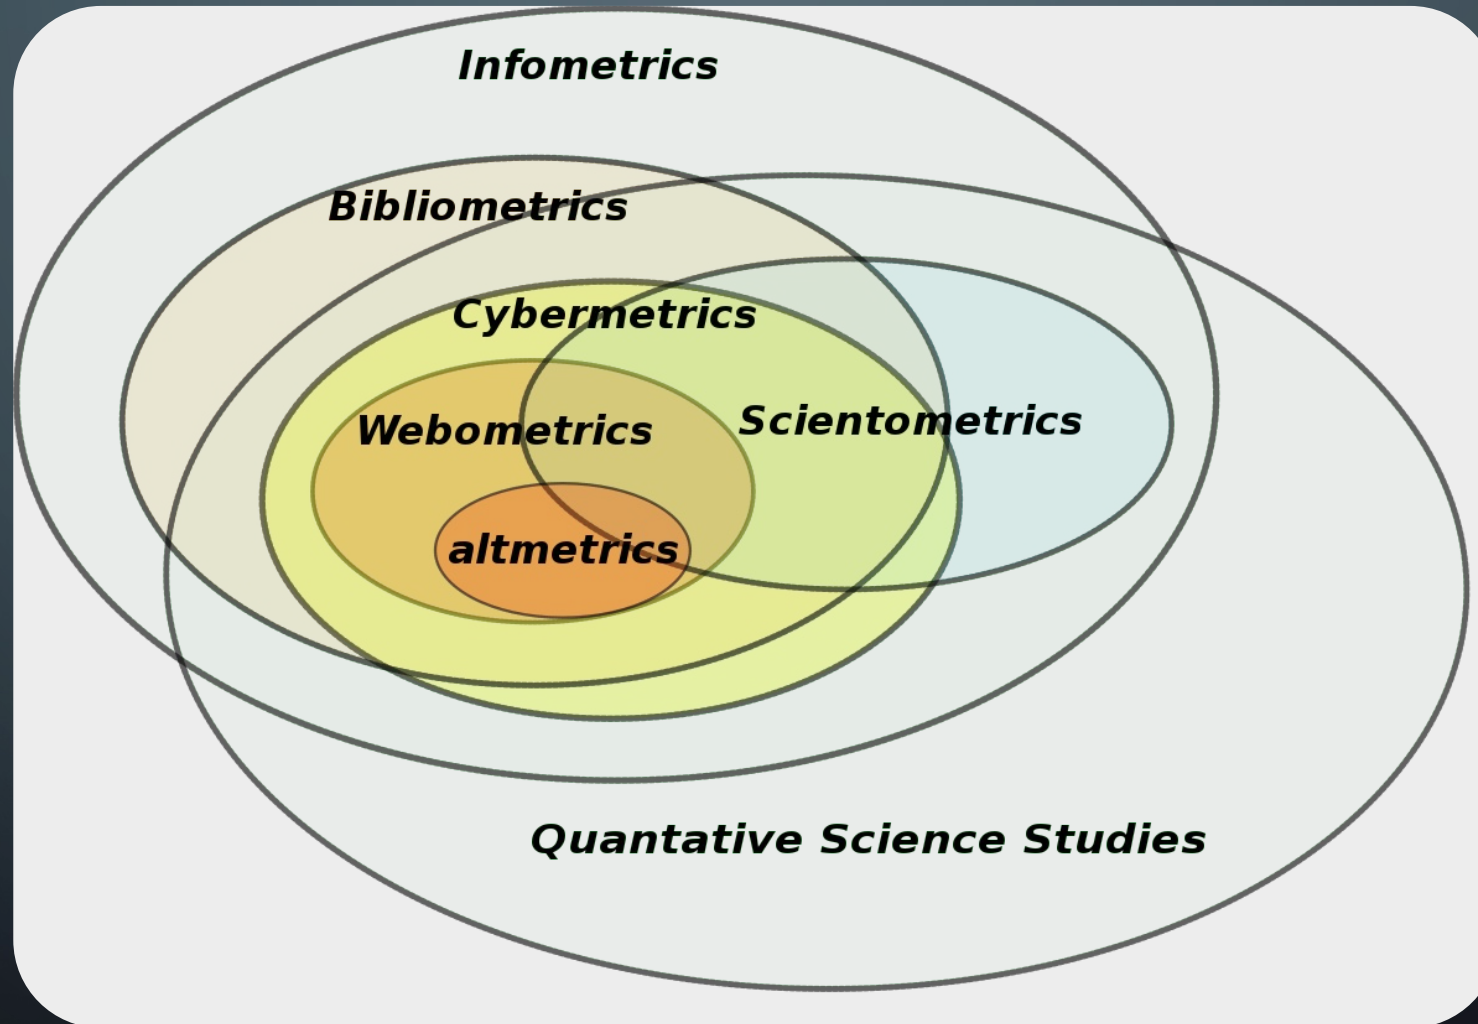 Infometrics
Bibliometrics
Cybermetrics
Webometrics
Scientometrics
altmetrics
Quantative Science Studies